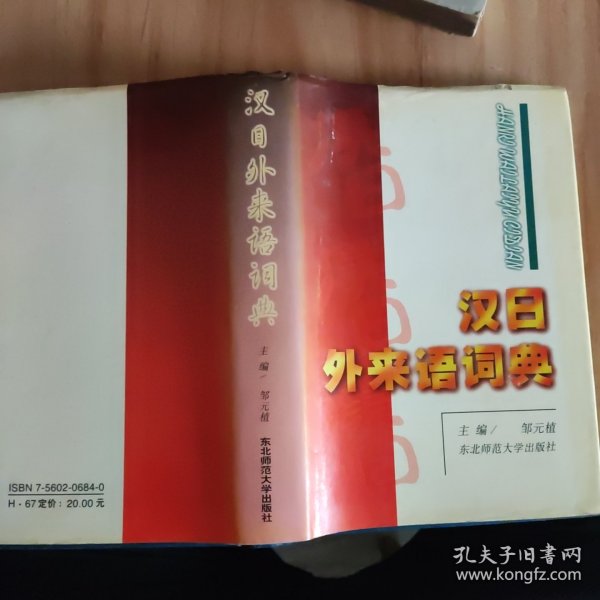 ISBN 7-5602-0684-0
H·67定价：20.00元
汉日外来语词典
主编/ 邹元植
东北师范大学出版社
HANRI WAILAIYU CIDIAN
汉日
外来语词典
主编/ 邹元植
东北师范大学出版社
孔夫子旧书网
www.kongfz.com